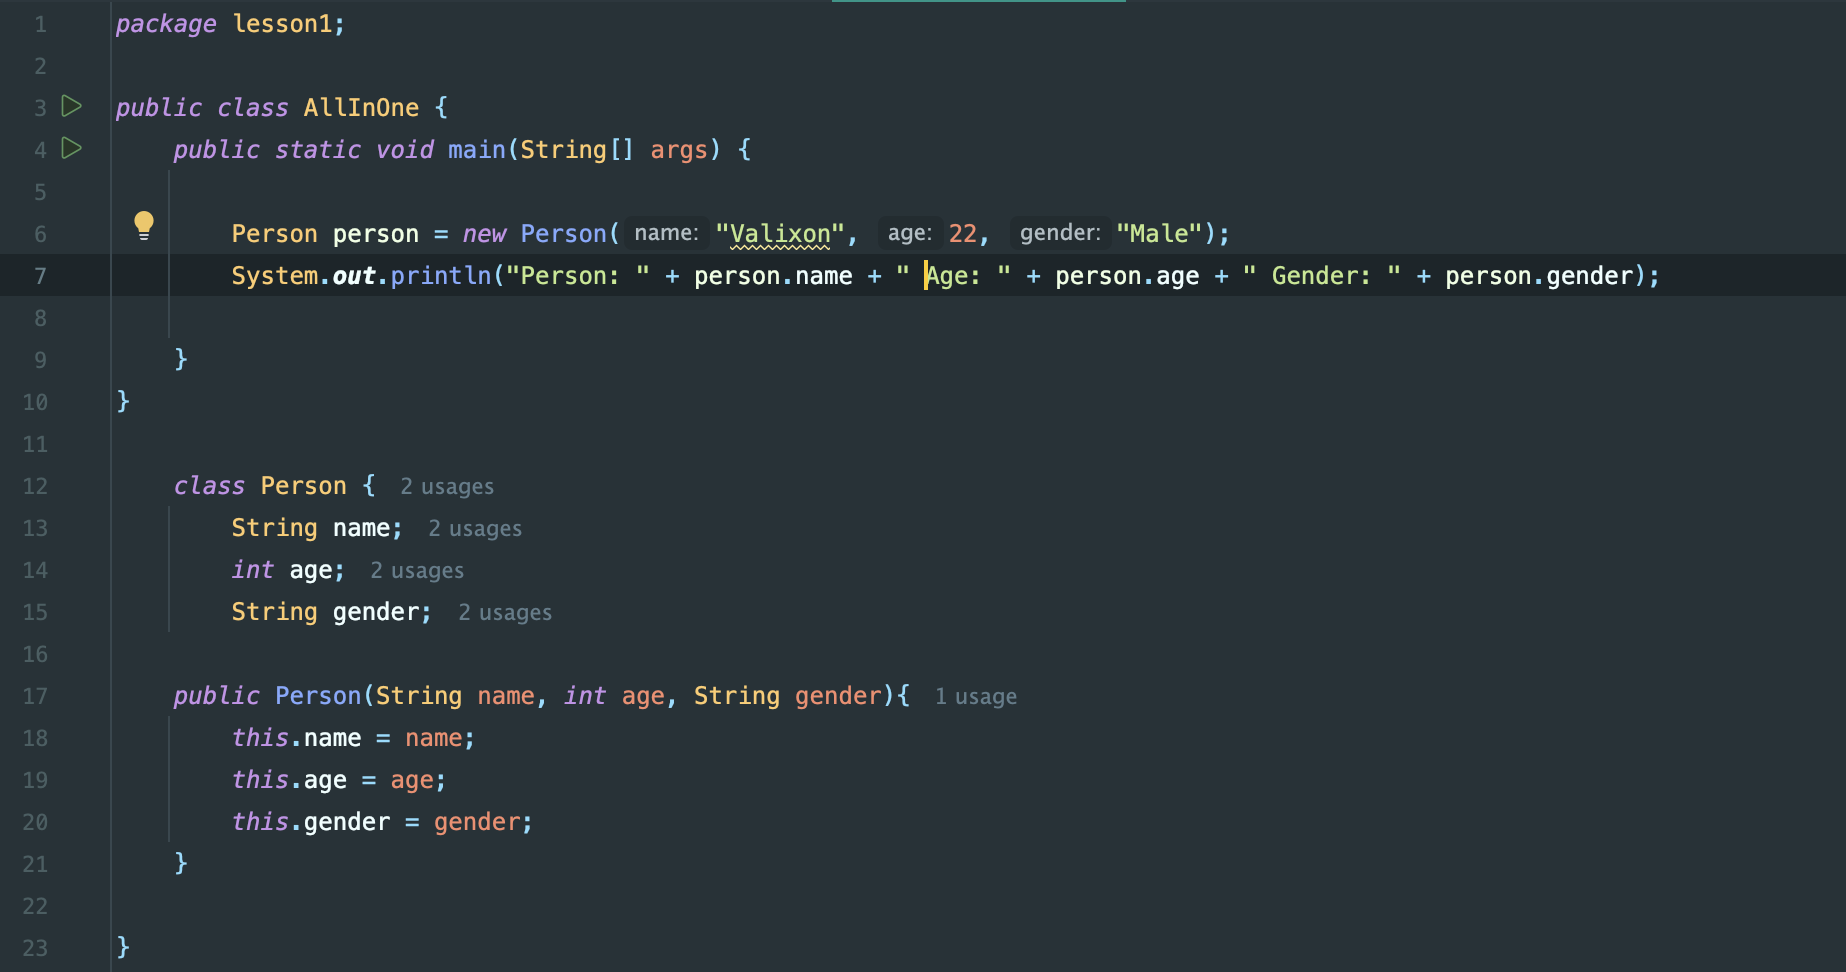 1 package lesson1;
2
3 public class AllInOne {
4 public static void main(String[] args) {
5
6 Person person = new Person( name: "Valixon", age: 22, gender: "Male");
7 System.out.println("Person: " + person.name + " Age: " + person.age + " Gender: " + person.gender);
8
9 }
10 }
11
12 class Person { 2 usages
13 String name; 2 usages
14 int age; 2 usages
15 String gender; 2 usages
16
17 public Person(String name, int age, String gender){ 1 usage
18 this.name = name;
19 this.age = age;
20 this.gender = gender;
21 }
22
23 }